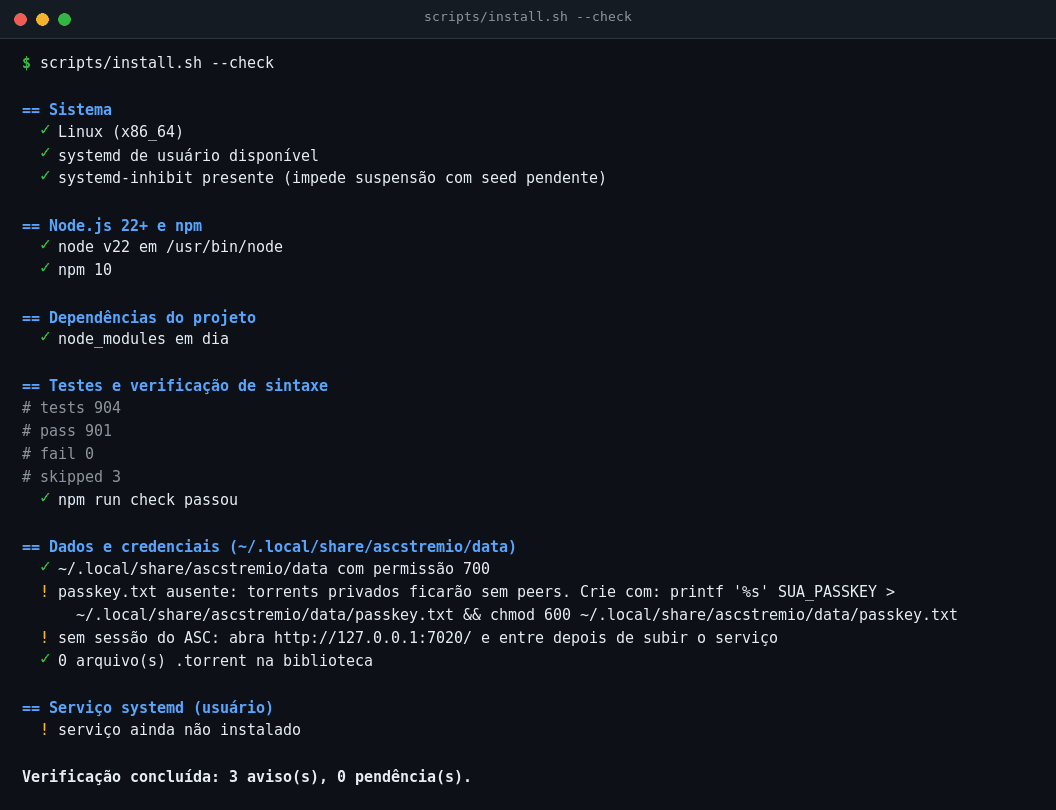 scripts/install.sh --check
$ scripts/install.sh --check
== Sistema
✓ Linux (x86_64)
✓ systemd de usuário disponível
✓ systemd-inhibit presente (impede suspensão com seed pendente)
== Node.js 22+ e npm
✓ node v22 em /usr/bin/node
✓ npm 10
== Dependências do projeto
✓ node_modules em dia
== Testes e verificação de sintaxe
# tests 904
# pass 901
# fail 0
# skipped 3
✓ npm run check passou
== Dados e credenciais (~/.local/share/ascstremio/data)
✓ ~/.local/share/ascstremio/data com permissão 700
! passkey.txt ausente: torrents privados ficarão sem peers. Crie com: printf '%s' SUA_PASSKEY >
~/.local/share/ascstremio/data/passkey.txt && chmod 600 ~/.local/share/ascstremio/data/passkey.txt
! sem sessão do ASC: abra http://127.0.0.1:7020/ e entre depois de subir o serviço
✓ 0 arquivo(s) .torrent na biblioteca
== Serviço systemd (usuário)
! serviço ainda não instalado
Verificação concluída: 3 aviso(s), 0 pendência(s).